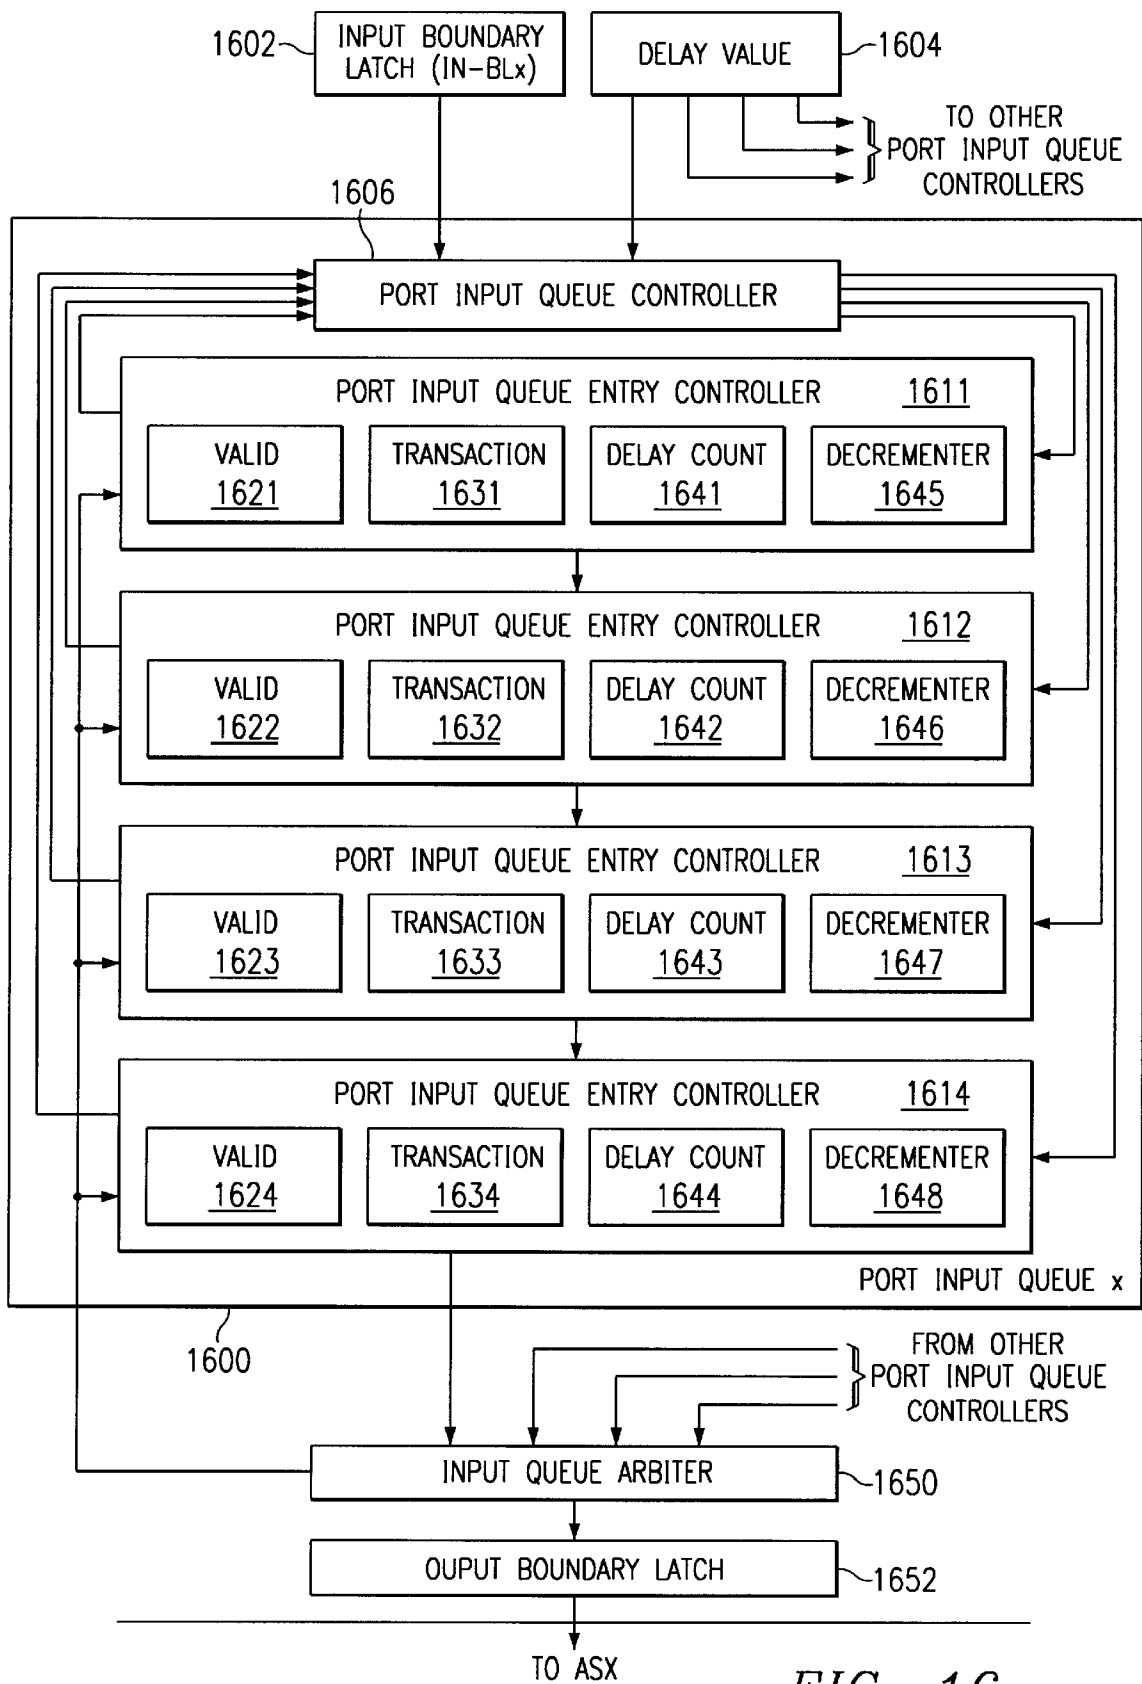 1602
INPUT BOUNDARY
LATCH (IN-BLx)
DELAY VALUE
1604
TO OTHER
PORT INPUT QUEUE
CONTROLLERS
1606
PORT INPUT QUEUE CONTROLLER
PORT INPUT QUEUE ENTRY CONTROLLER 1611
VALID
1621
TRANSACTION
1631
DELAY COUNT
1641
DECREMENTER
1645
PORT INPUT QUEUE ENTRY CONTROLLER 1612
VALID
1622
TRANSACTION
1632
DELAY COUNT
1642
DECREMENTER
1646
PORT INPUT QUEUE ENTRY CONTROLLER 1613
VALID
1623
TRANSACTION
1633
DELAY COUNT
1643
DECREMENTER
1647
PORT INPUT QUEUE ENTRY CONTROLLER 1614
VALID
1624
TRANSACTION
1634
DELAY COUNT
1644
DECREMENTER
1648
PORT INPUT QUEUE x
1600
FROM OTHER
PORT INPUT QUEUE
CONTROLLERS
INPUT QUEUE ARBITER
1650
OUPUT BOUNDARY LATCH
1652
TO ASX
FIG. 16